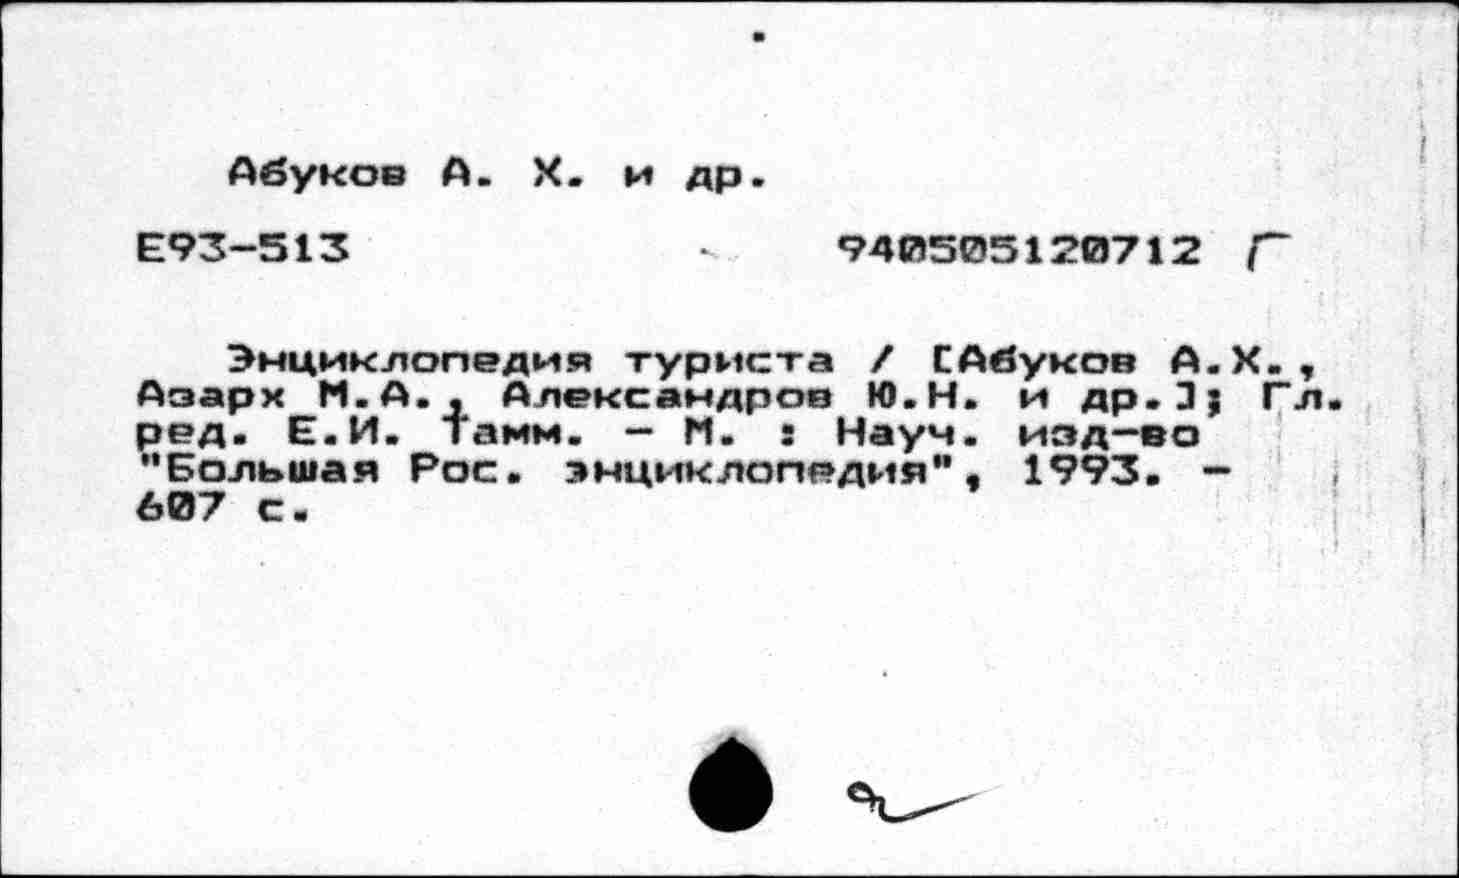 Абуков А. Х. и др.
Е93-513 940505120712 Г
Энциклопедия туриста / [Абуков А.Х.,
Азарх М.А., Александров Ю.Н. и др.]; Гл.
ред. Е.И. Тамм. - М. : Науч. изд-во
"Большая Рос. энциклопедия", 1993. -
607 с.